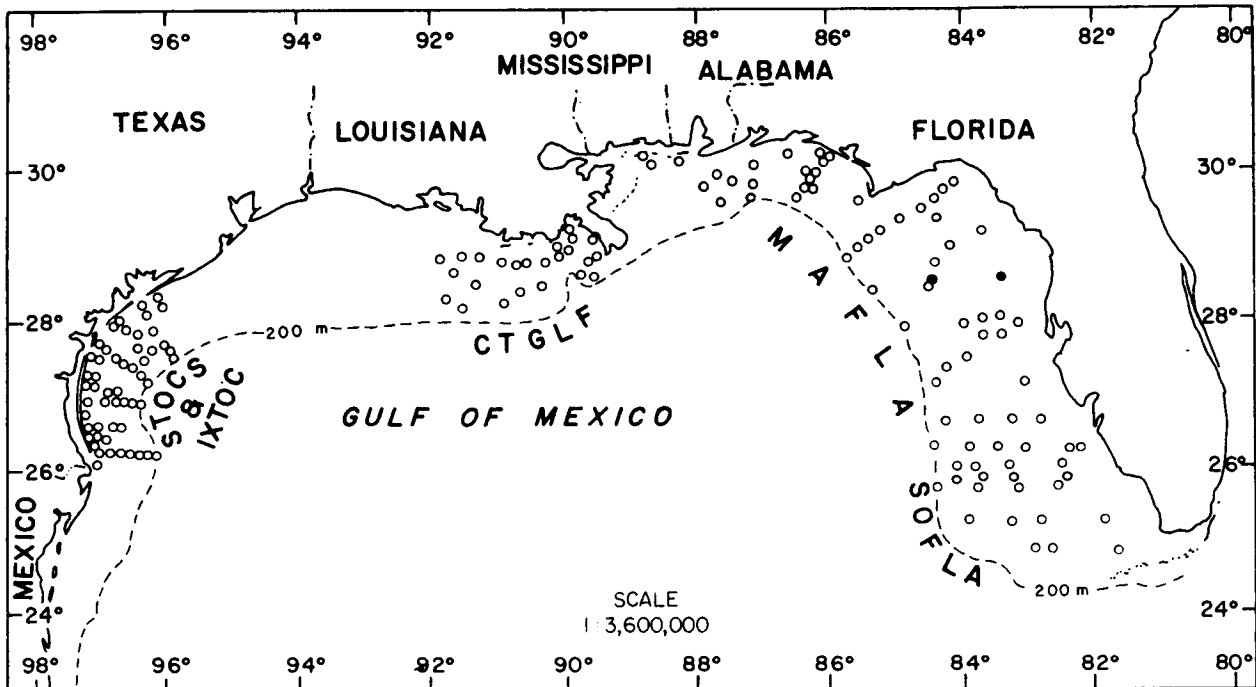 98° 96° 94° 92° 90° 88° 86° 84° 82° 80°
MISSISSIPPI ALABAMA
TEXAS LOUISIANA FLORIDA
30° 30°
MAFLA
28° 28°
200 m
CTGLF
STOCS
&
IXTOC
GULF OF MEXICO
26° 26°
SOFLA
MEXICO
200 m
SCALE
1:3,600,000
24° 24°
98° 96° 94° 92° 90° 88° 86° 84° 82° 80°